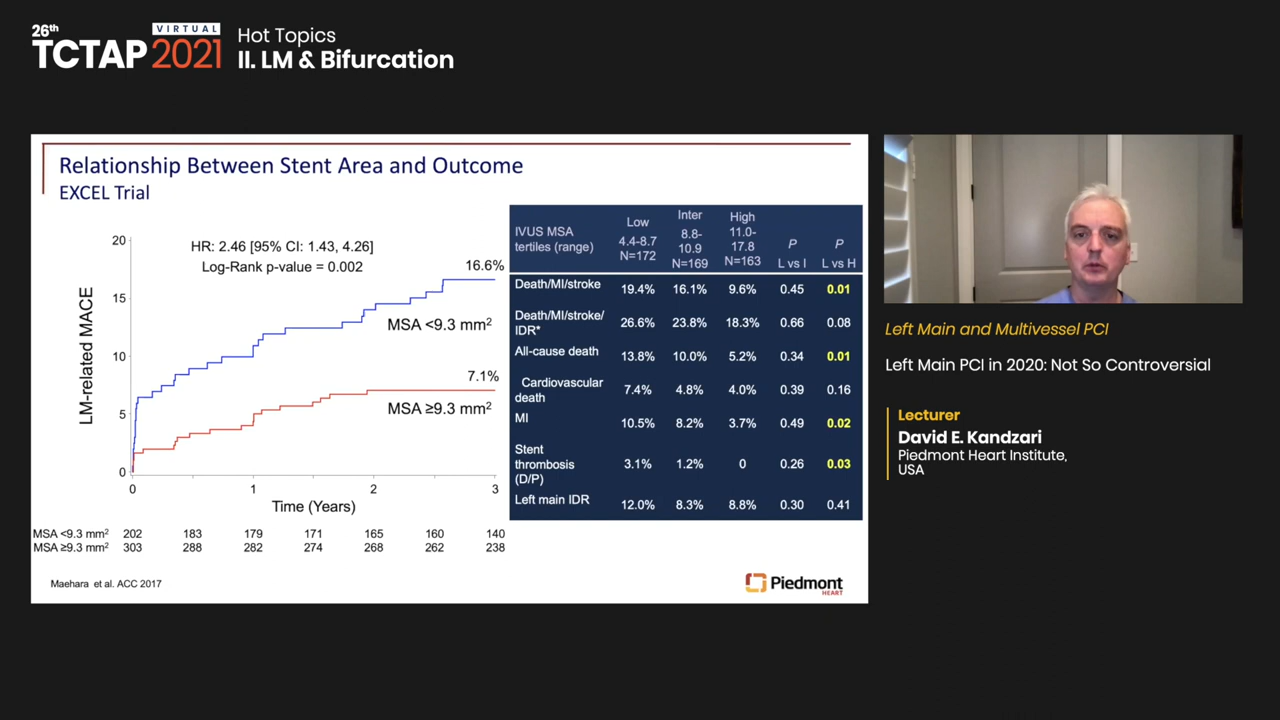 26th
VIRTUAL
TCTAP 2021
Hot Topics
II. LM & Bifurcation
Relationship Between Stent Area and Outcome
EXCEL Trial
HR: 2.46 [95% CI: 1.43, 4.26]
Log-Rank p-value = 0.002
LM-related MACE
20
15
10
5
0
16.6%
MSA <9.3 mm²
7.1%
MSA ≥9.3 mm²
0 1 2 3
Time (Years)
MSA <9.3 mm² 202 183 179 171 165 160 140
MSA ≥9.3 mm² 303 288 282 274 268 262 238
IVUS MSA tertiles (range)
Low 4.4-8.7 N=172
Inter 8.8-10.9 N=169
High 11.0-17.8 N=163
P L vs I
P L vs H
Death/MI/stroke 19.4% 16.1% 9.6% 0.45 0.01
Death/MI/stroke/IDR* 26.6% 23.8% 18.3% 0.66 0.08
All-cause death 13.8% 10.0% 5.2% 0.34 0.01
Cardiovascular death 7.4% 4.8% 4.0% 0.39 0.16
MI 10.5% 8.2% 3.7% 0.49 0.02
Stent thrombosis (D/P) 3.1% 1.2% 0 0.26 0.03
Left main IDR 12.0% 8.3% 8.8% 0.30 0.41
Maehara et al. ACC 2017
Piedmont
HEART
Left Main and Multivessel PCI
Left Main PCI in 2020: Not So Controversial
Lecturer
David E. Kandzari
Piedmont Heart Institute,
USA